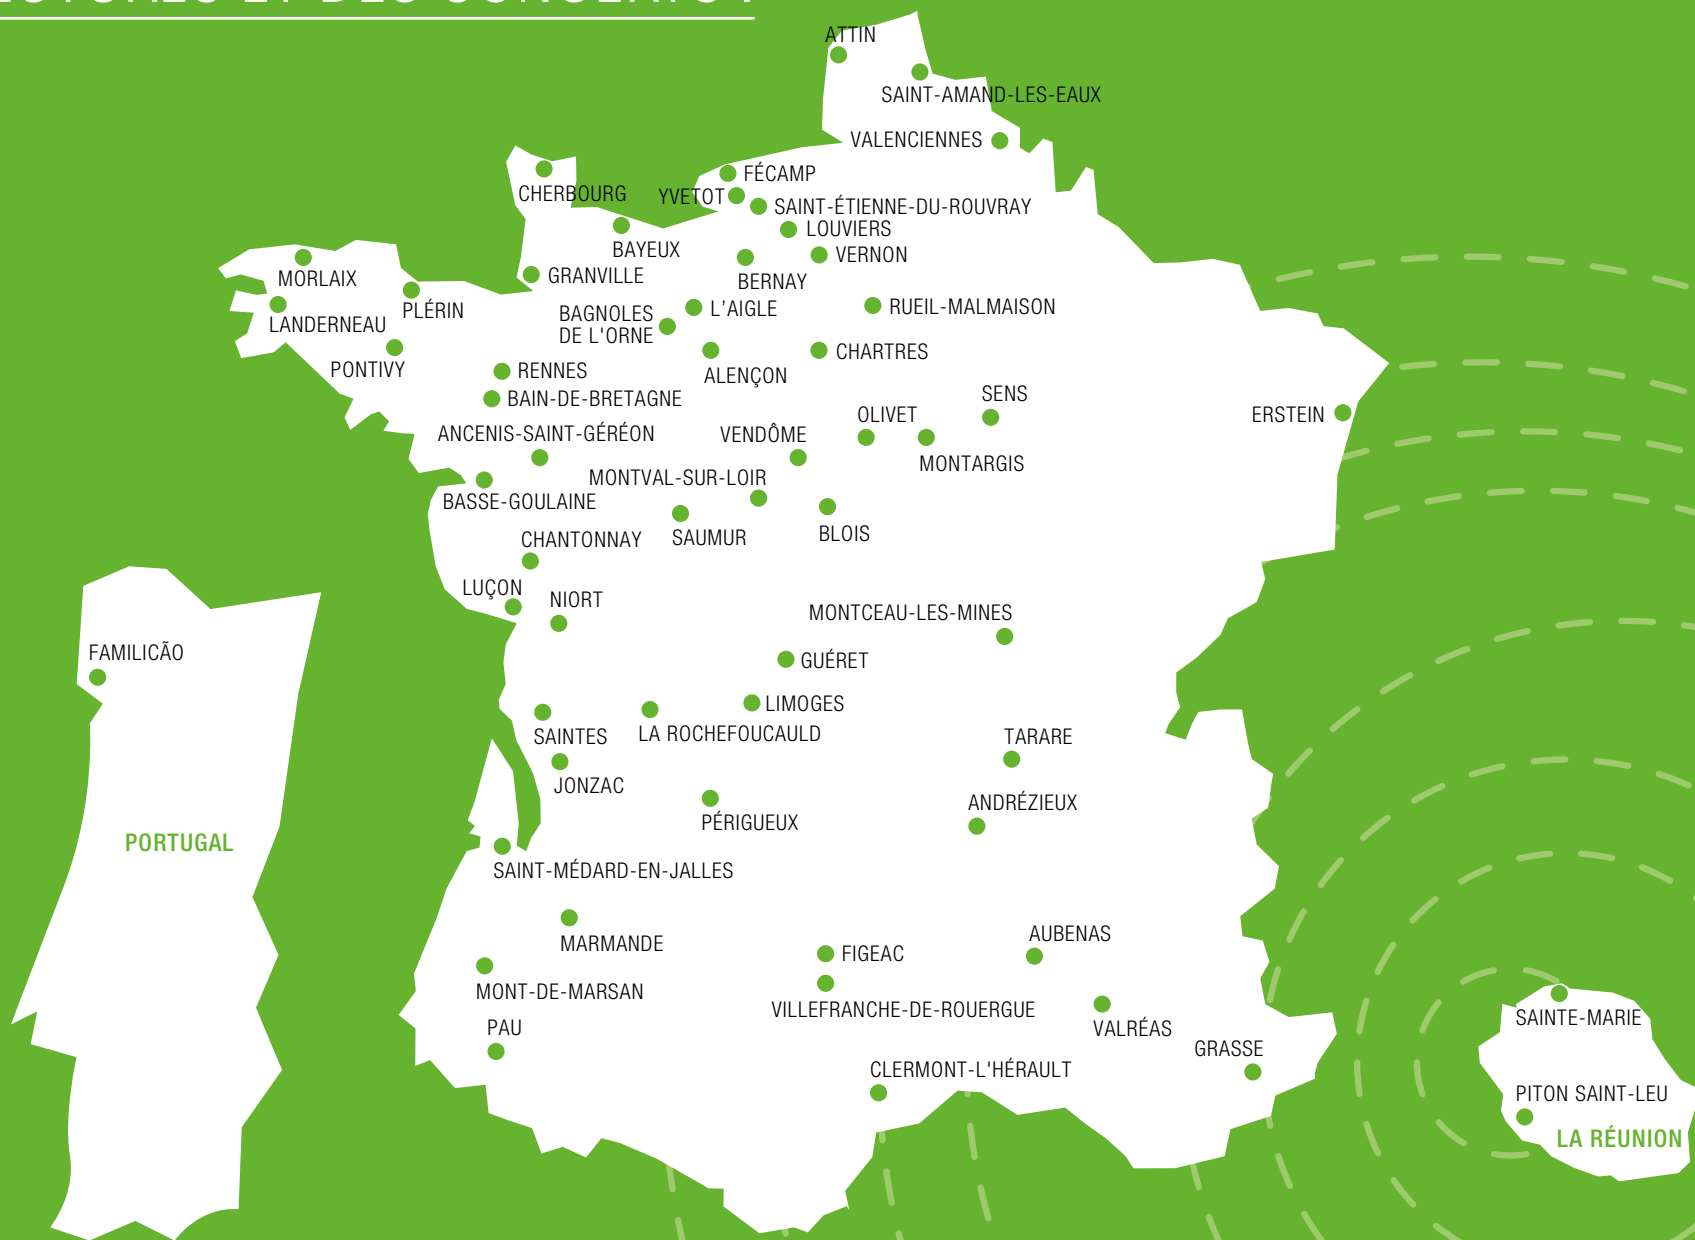 ET DES CONCERTS !
ATTIN
SAINT-AMAND-LES-EAUX
VALENCIENNES
FÉCAMP
CHERBOURG
YVETOT
SAINT-ÉTIENNE-DU-ROUVRAY
LOUVIERS
BAYEUX
VERNON
GRANVILLE
MORLAIX
BERNAY
PLÉRIN
BAGNOLES
DE L'ORNE
L'AIGLE
RUEIL-MALMAISON
LANDERNEAU
PONTIVY
RENNES
ALENÇON
CHARTRES
BAIN-DE-BRETAGNE
SENS
OLIVET
ERSTEIN
ANCENIS-SAINT-GÉRÉON
VENDÔME
MONTARGIS
MONTVAL-SUR-LOIR
BASSE-GOULAINE
SAUMUR
BLOIS
CHANTONNAY
LUÇON
NIORT
MONTCEAU-LES-MINES
FAMILICÃO
GUÉRET
LIMOGES
SAINTES
LA ROCHEFOUCAULD
TARARE
JONZAC
ANDRÉZIEUX
PÉRIGUEUX
PORTUGAL
SAINT-MÉDARD-EN-JALLES
MARMANDE
FIGEAC
AUBENAS
MONT-DE-MARSAN
VILLEFRANCHE-DE-ROUERGUE
PAU
VALRÉAS
SAINTE-MARIE
GRASSE
CLERMONT-L'HÉRAULT
PITON SAINT-LEU
LA RÉUNION